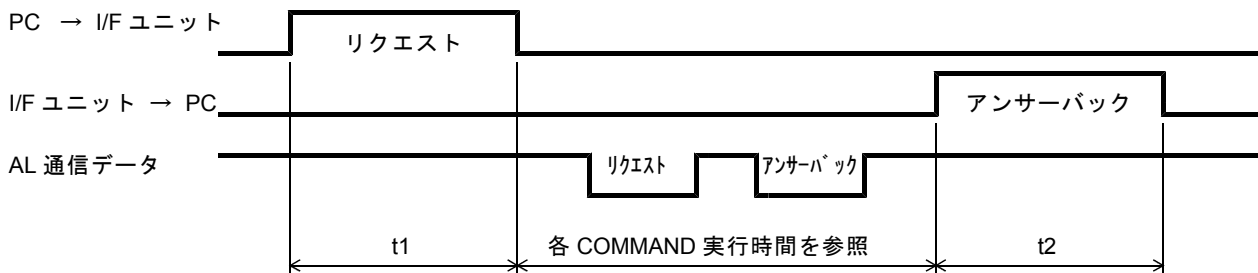 PC → I/F ユニット
リクエスト
I/F ユニット → PC
アンサーバック
AL 通信データ
ﾘｸｴｽﾄ
ｱﾝｻｰﾊﾞｯｸ
t1
各 COMMAND 実行時間を参照
t2